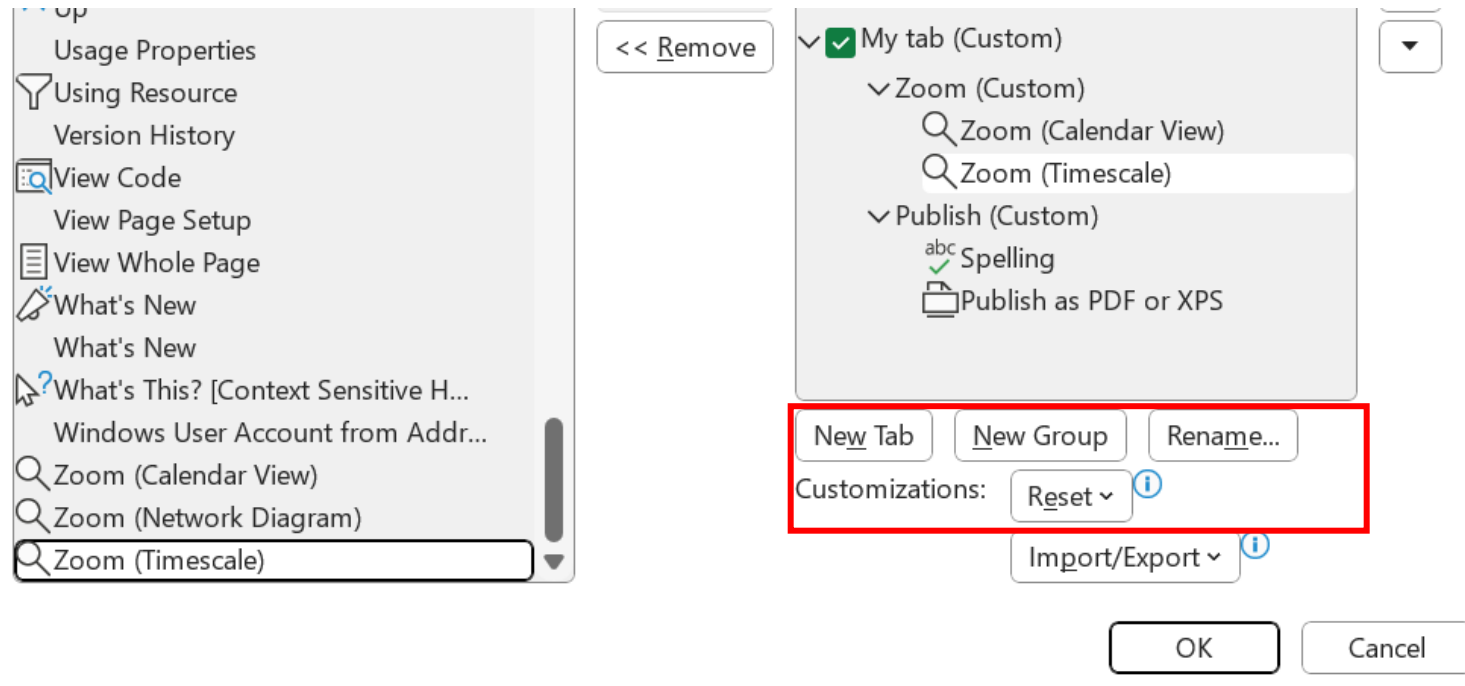 Up
Usage Properties
Using Resource
Version History
View Code
View Page Setup
View Whole Page
What's New
What's New
What's This? [Context Sensitive H...
Windows User Account from Addr...
Zoom (Calendar View)
Zoom (Network Diagram)
Zoom (Timescale)
<< Remove
My tab (Custom)
Zoom (Custom)
Zoom (Calendar View)
Zoom (Timescale)
Publish (Custom)
abc
Spelling
Publish as PDF or XPS
New Tab New Group Rename...
Customizations: Reset
Import/Export
OK Cancel